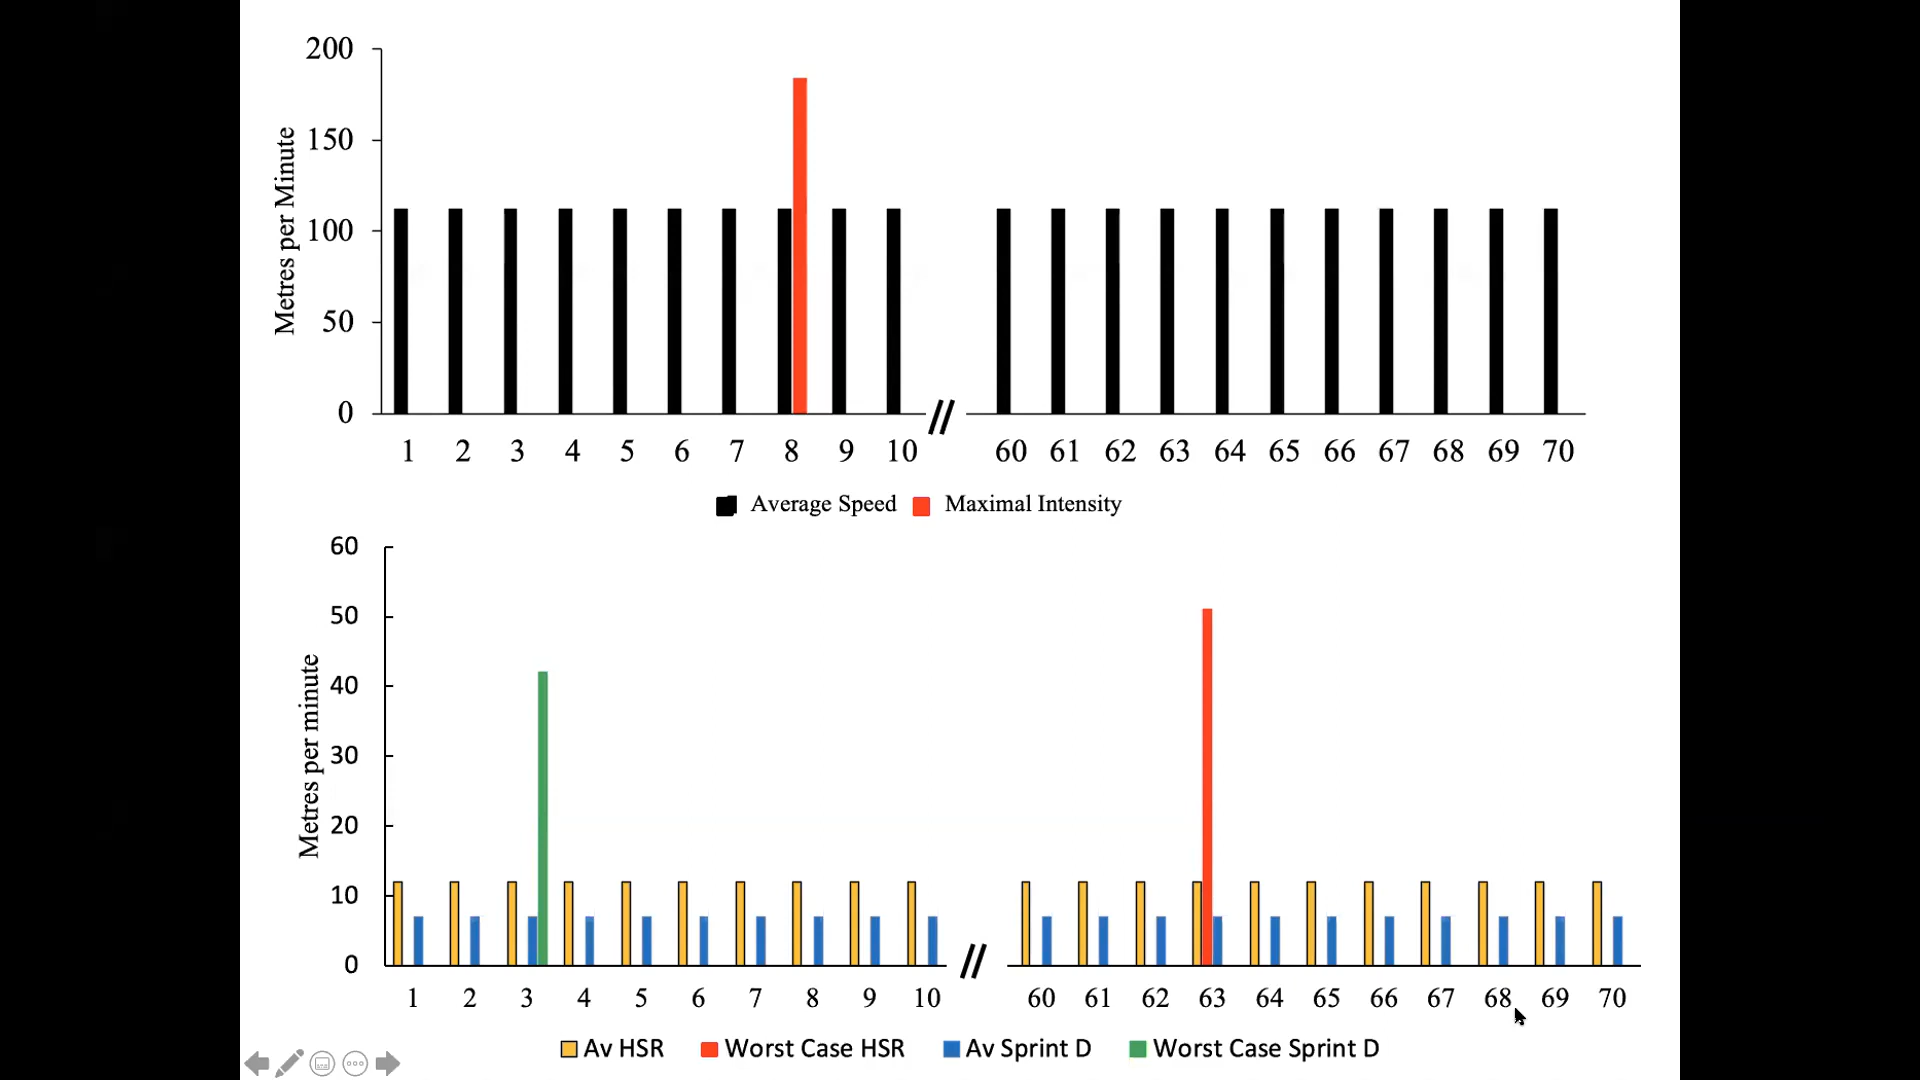 200
150
100
50
0
Metres per Minute
1 2 3 4 5 6 7 8 9 10 // 60 61 62 63 64 65 66 67 68 69 70
Average Speed Maximal Intensity
60
50
40
30
20
10
0
Metres per minute
1 2 3 4 5 6 7 8 9 10 // 60 61 62 63 64 65 66 67 68 69 70
Av HSR Worst Case HSR Av Sprint D Worst Case Sprint D